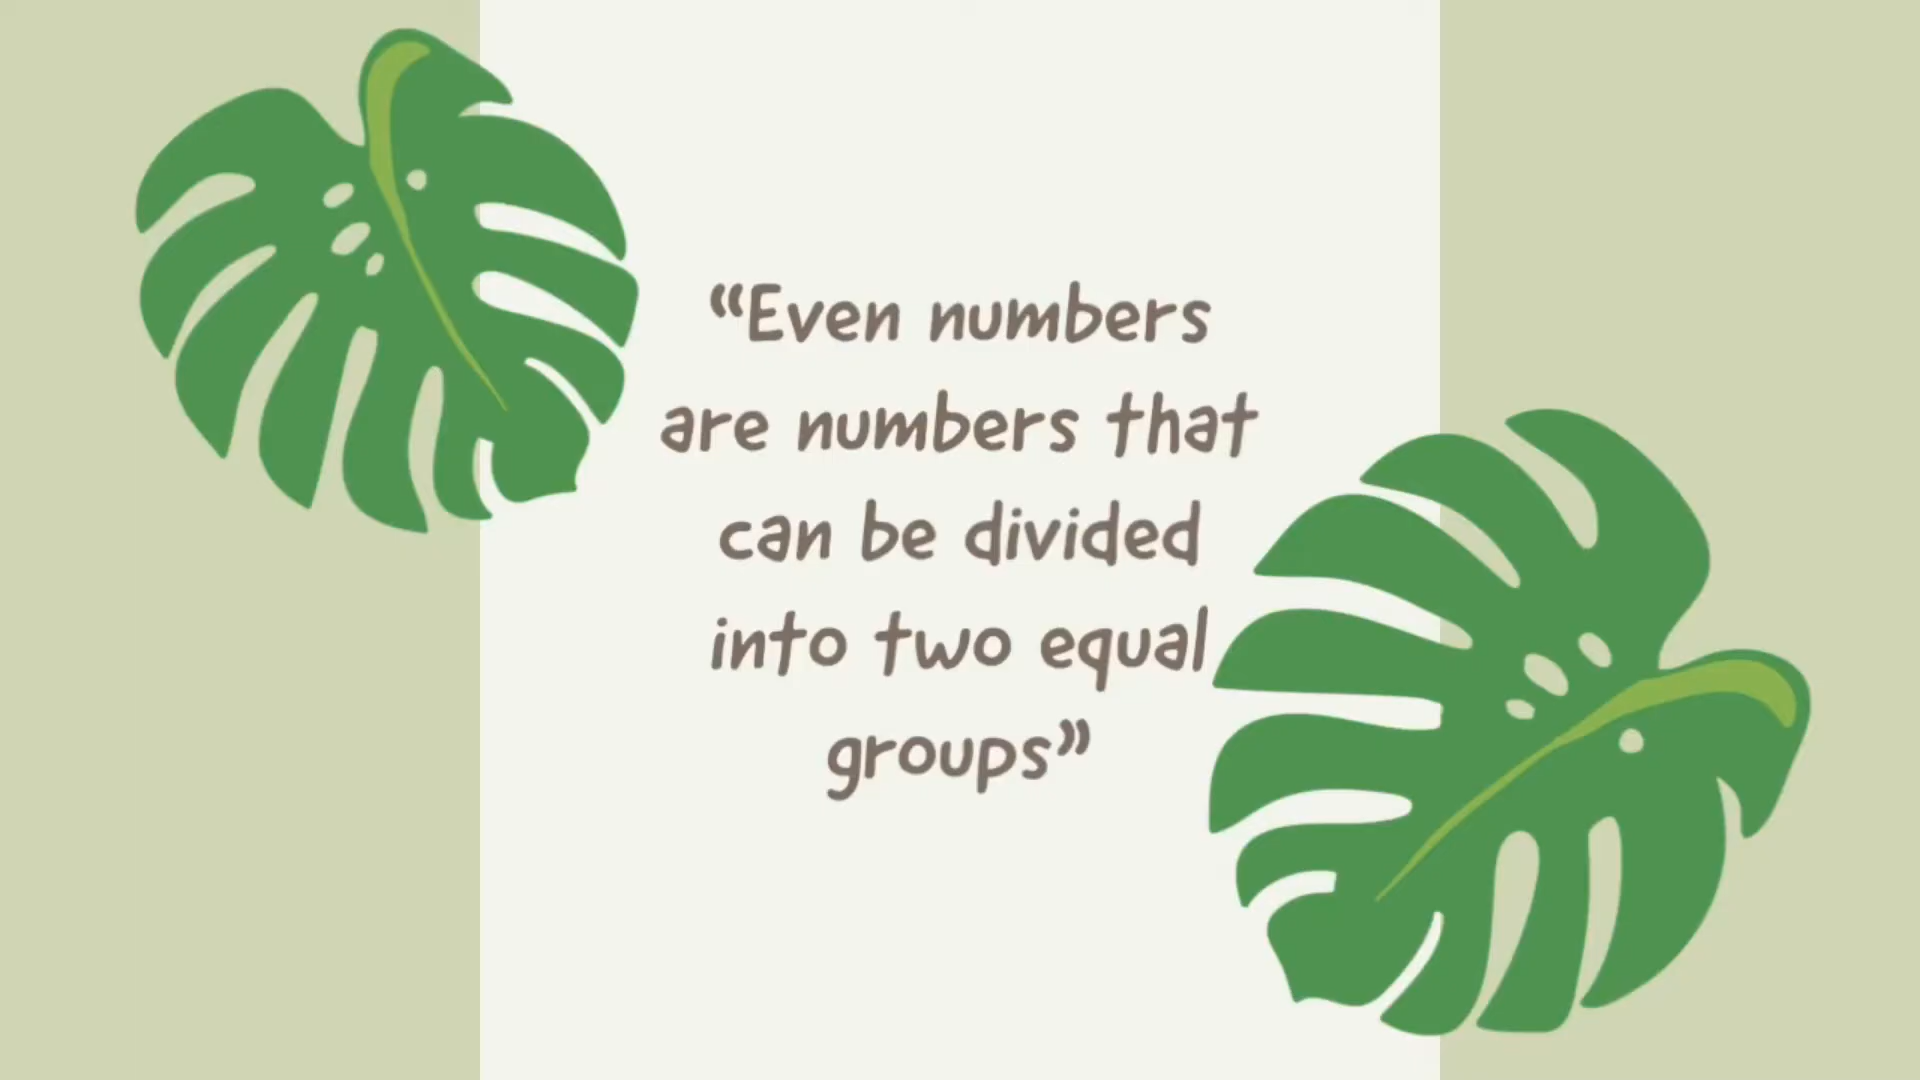 “Even numbers
are numbers that
can be divided
into two equal
groups”